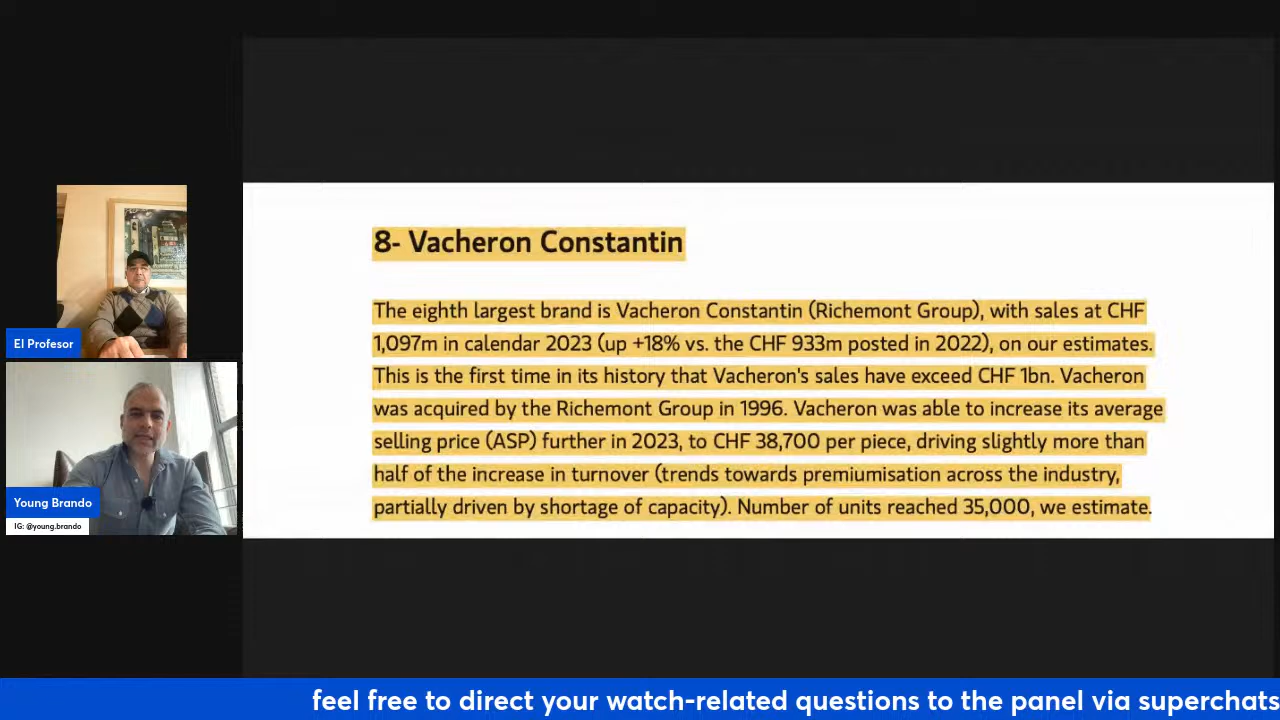 El Profesor
Young Brando
IG: @young.brando
8- Vacheron Constantin
The eighth largest brand is Vacheron Constantin (Richemont Group), with sales at CHF
1,097m in calendar 2023 (up +18% vs. the CHF 933m posted in 2022), on our estimates.
This is the first time in its history that Vacheron's sales have exceed CHF 1bn. Vacheron
was acquired by the Richemont Group in 1996. Vacheron was able to increase its average
selling price (ASP) further in 2023, to CHF 38,700 per piece, driving slightly more than
half of the increase in turnover (trends towards premiumisation across the industry,
partially driven by shortage of capacity). Number of units reached 35,000, we estimate.
feel free to direct your watch-related questions to the panel via superchats